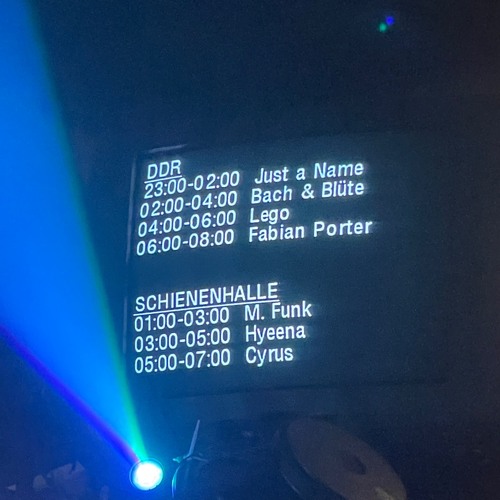 DDR
23:00-02:00 Just a Name
02:00-04:00 Bach & Blüte
04:00-06:00 Lego
06:00-08:00 Fabian Porter
SCHIENENHALLE
01:00-03:00 M. Funk
03:00-05:00 Hyeena
05:00-07:00 Cyrus